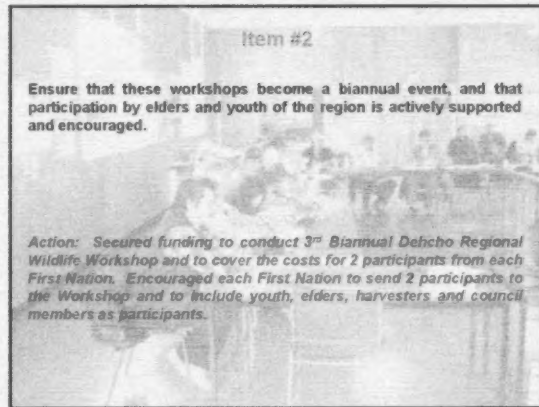 Item #2
Ensure that these workshops become a biannual event, and that
participation by elders and youth of the region is actively supported
and encouraged.
Action: Secured funding to conduct 3rd Biannual Dehcho Regional
Wildlife Workshop and to cover the costs for 2 participants from each
First Nation. Encouraged each First Nation to send 2 participants to
the Workshop and to include youth, elders, harvesters and council
members as participants.